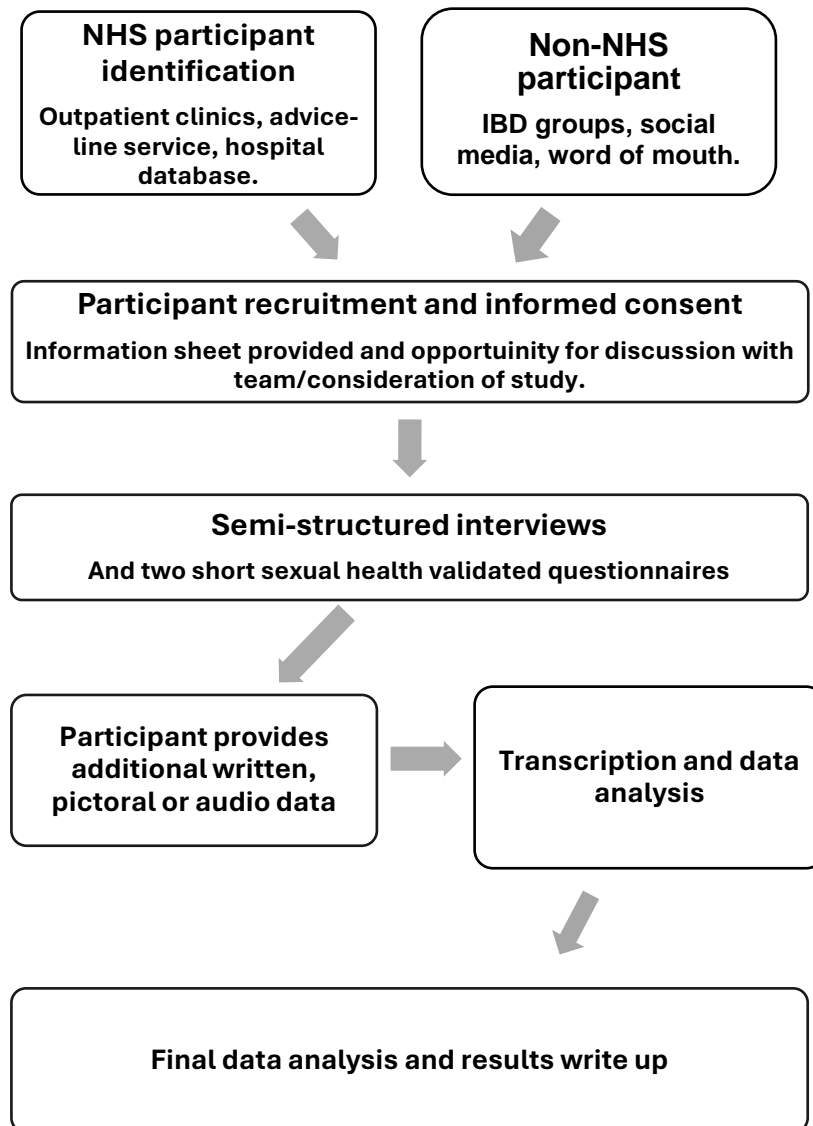 NHS participant
identification
Outpatient clinics, advice-
line service, hospital
database.
Non-NHS
participant
IBD groups, social
media, word of mouth.
Participant recruitment and informed consent
Information sheet provided and opportuinity for discussion with
team/consideration of study.
Semi-structured interviews
And two short sexual health validated questionnaires
Participant provides
additional written,
pictoral or audio data
Transcription and data
analysis
Final data analysis and results write up